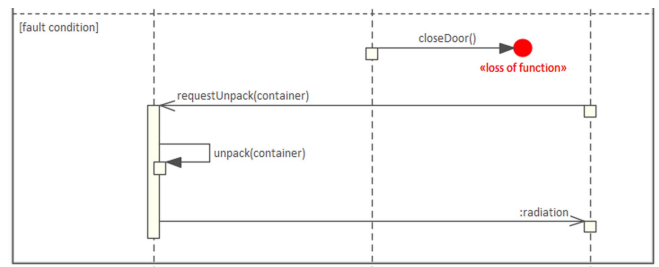 [fault condition]
closeDoor()
«loss of function»
requestUnpack(container)
unpack(container)
:radiation